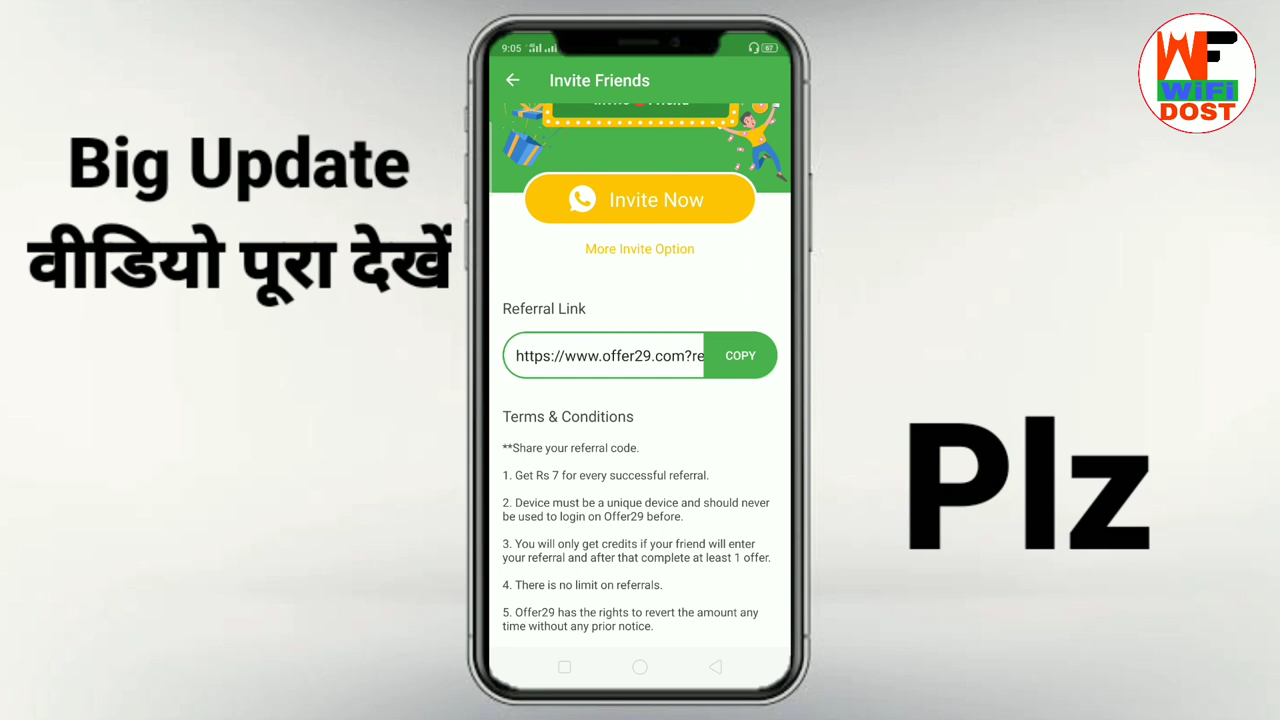 Big Update
वीडियो पूरा देखें
9:05
67
Invite Friends
Invite Now
More Invite Option
Referral Link
https://www.offer29.com?re
COPY
Terms & Conditions
**Share your referral code.
1. Get Rs 7 for every successful referral.
2. Device must be a unique device and should never
be used to login on Offer29 before.
3. You will only get credits if your friend will enter
your referral and after that complete at least 1 offer.
4. There is no limit on referrals.
5. Offer29 has the rights to revert the amount any
time without any prior notice.
WF
WiFi
DOST
Plz